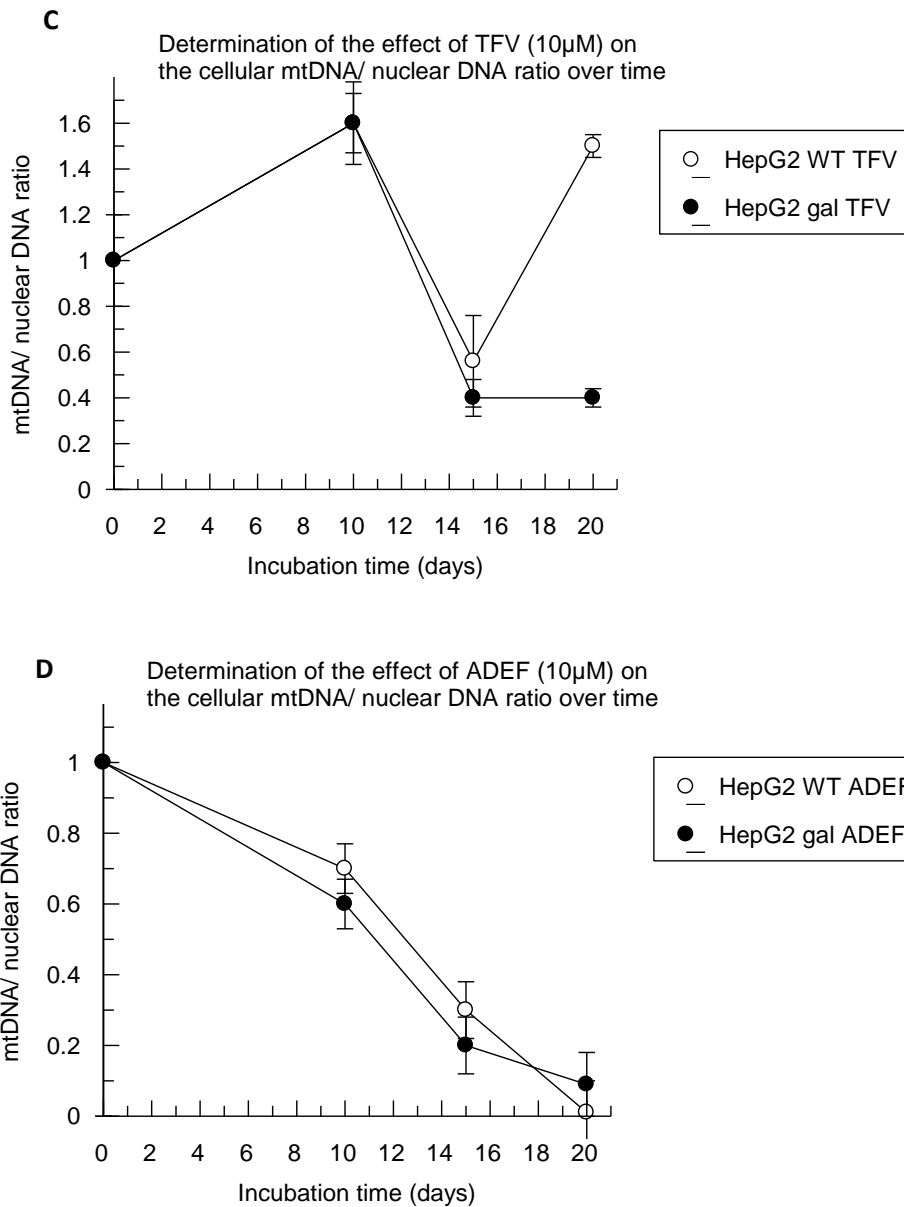 C
Determination of the effect of TFV (10µM) on
the cellular mtDNA/ nuclear DNA ratio over time
mtDNA/ nuclear DNA ratio
1.6
1.4
1.2
1
0.8
0.6
0.4
0.2
0
0 2 4 6 8 10 12 14 16 18 20
Incubation time (days)
HepG2 WT TFV
HepG2 gal TFV
D
Determination of the effect of ADEF (10µM) on
the cellular mtDNA/ nuclear DNA ratio over time
mtDNA/ nuclear DNA ratio
1
0.8
0.6
0.4
0.2
0
0 2 4 6 8 10 12 14 16 18 20
Incubation time (days)
HepG2 WT ADEF
HepG2 gal ADEF